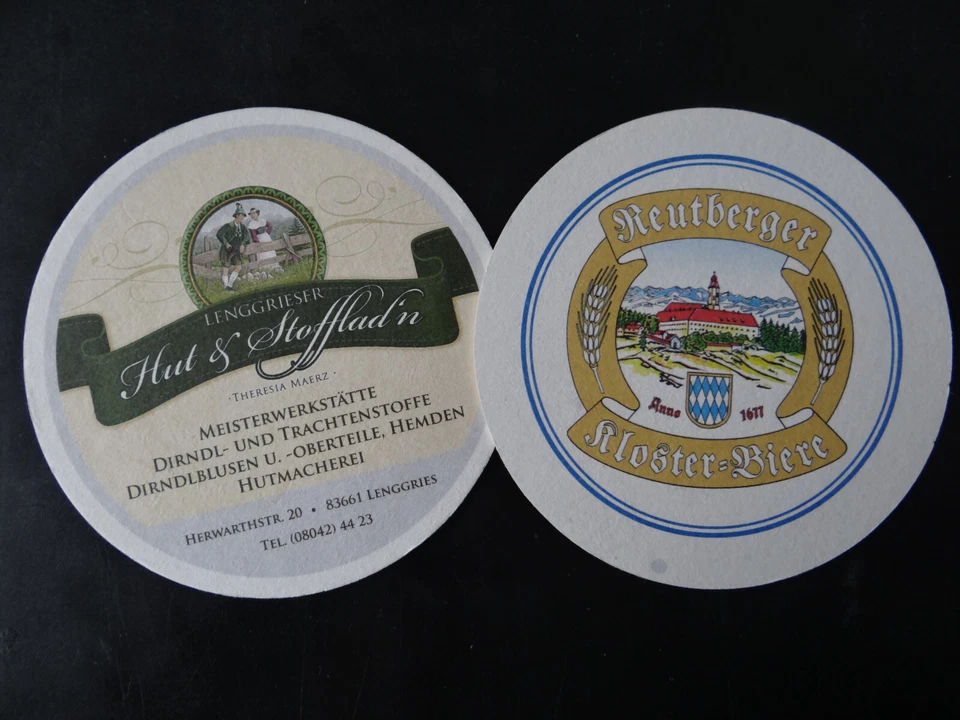 LENGGRIESER
Hut & Stofflad'n
·THERESIA MAERZ·
MEISTERWERKSTÄTTE
DIRNDL- UND TRACHTENSTOFFE
DIRNDLBLUSEN U. -OBERTEILE, HEMDEN
HUTMACHEREI
HERWARTHSTR. 20 • 83661 LENGGRIES
TEL. (08042) 44 23
Reutberger
Anno 1677
Kloster=Biere